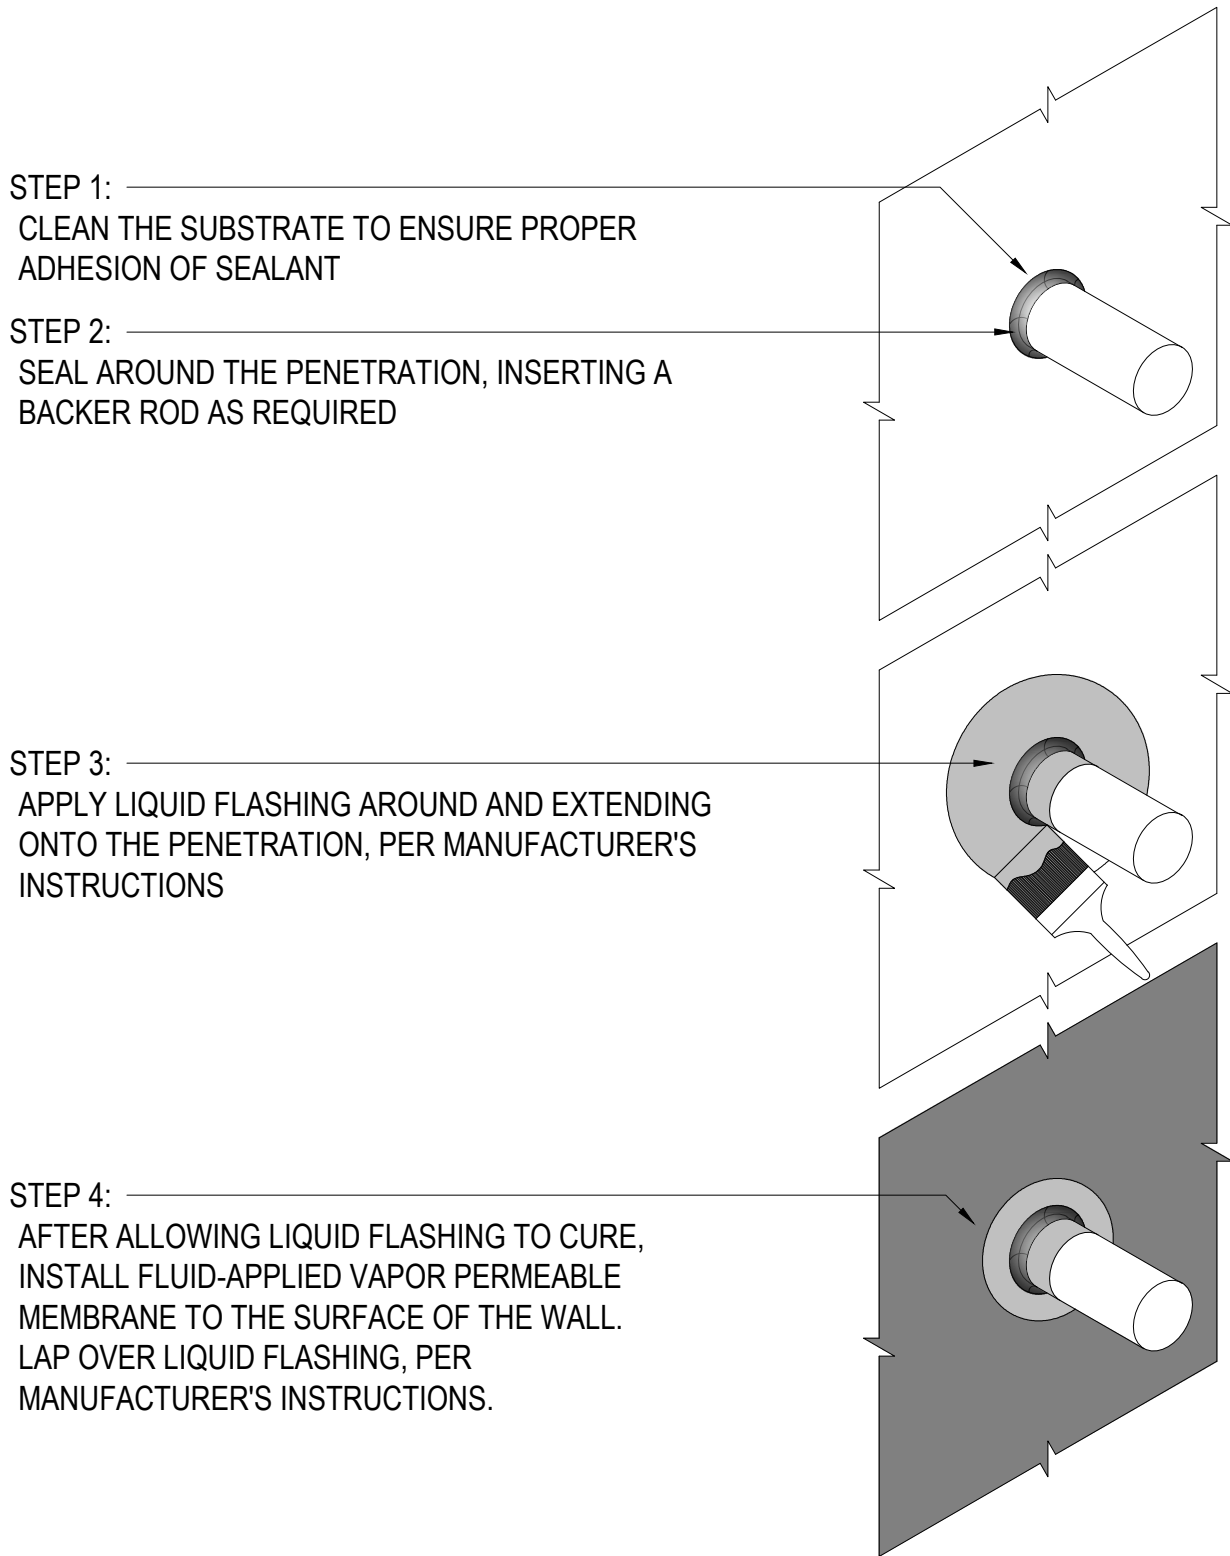 STEP 1:
CLEAN THE SUBSTRATE TO ENSURE PROPER
ADHESION OF SEALANT
STEP 2:
SEAL AROUND THE PENETRATION, INSERTING A
BACKER ROD AS REQUIRED
STEP 3:
APPLY LIQUID FLASHING AROUND AND EXTENDING
ONTO THE PENETRATION, PER MANUFACTURER'S
INSTRUCTIONS
STEP 4:
AFTER ALLOWING LIQUID FLASHING TO CURE,
INSTALL FLUID-APPLIED VAPOR PERMEABLE
MEMBRANE TO THE SURFACE OF THE WALL.
LAP OVER LIQUID FLASHING, PER
MANUFACTURER'S INSTRUCTIONS.